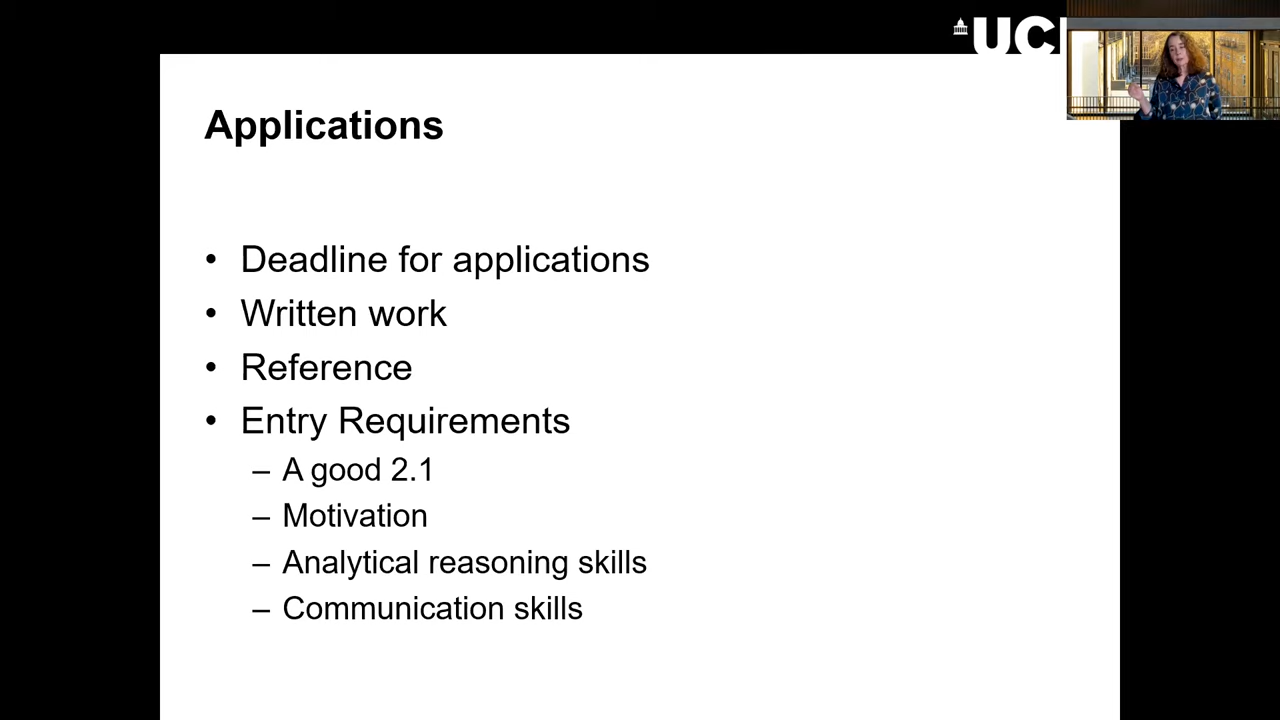 UCL
Applications
• Deadline for applications
• Written work
• Reference
• Entry Requirements
– A good 2.1
– Motivation
– Analytical reasoning skills
– Communication skills